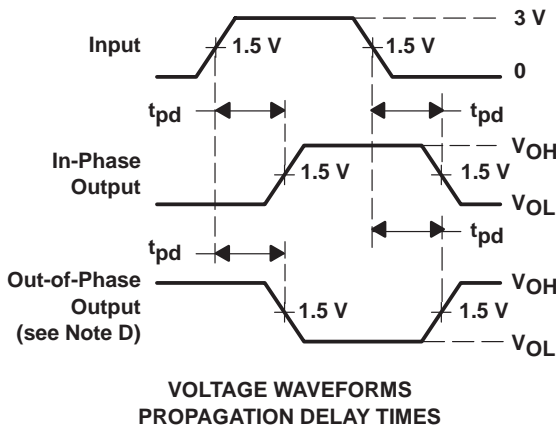 3 V
Input
1.5 V
1.5 V
0
tpd
tpd
VOH
In-Phase
Output
1.5 V
1.5 V
VOL
tpd
tpd
Out-of-Phase
Output
(see Note D)
VOH
1.5 V
1.5 V
VOL
VOLTAGE WAVEFORMS
PROPAGATION DELAY TIMES